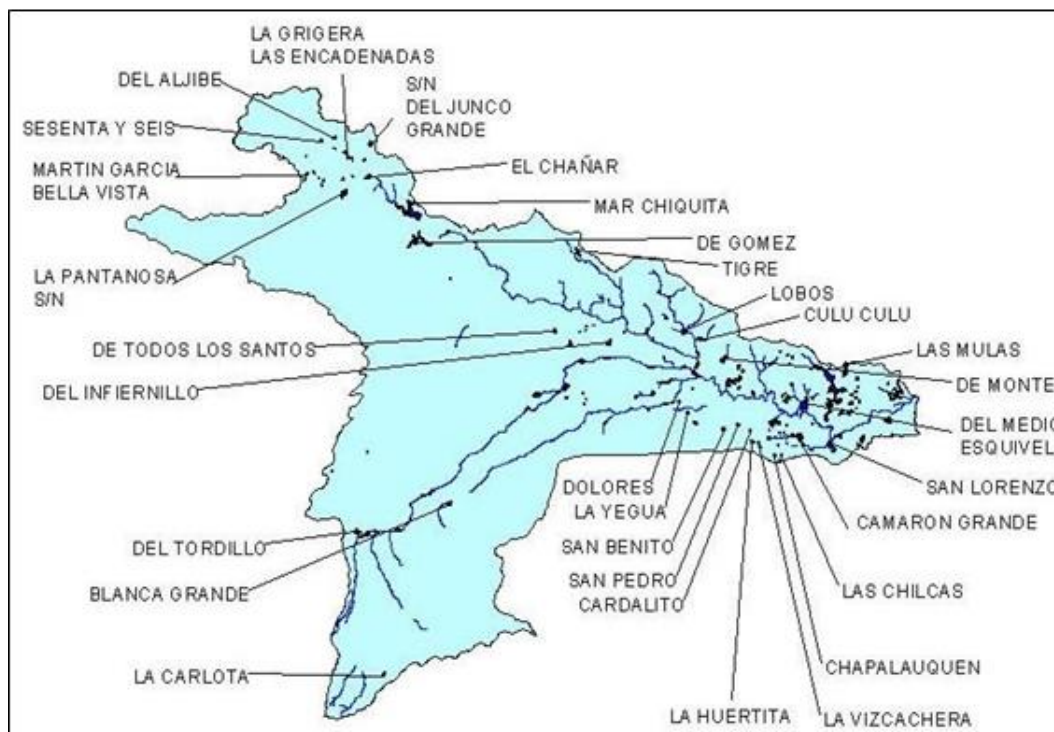 LA GRIGERA
LAS ENCADENADAS
DEL ALJIBE
S/N
DEL JUNCO
GRANDE
SESENTA Y SEIS
MARTIN GARCIA
BELLA VISTA
EL CHAÑAR
MAR CHIQUITA
DE GOMEZ
TIGRE
LA PANTANOSA
S/N
LOBOS
CULU CULU
DE TODOS LOS SANTOS
LAS MULAS
DEL INFIERNILLO
DE MONTE
DEL MEDIO
ESQUIVEL
DOLORES
LA YEGUA
SAN LORENZO
CAMARON GRANDE
DEL TORDILLO
SAN BENITO
BLANCA GRANDE
SAN PEDRO
CARDALITO
LAS CHILCAS
LA CARLOTA
CHAPALAUQUEN
LA HUERTITA
LA VIZCACHERA